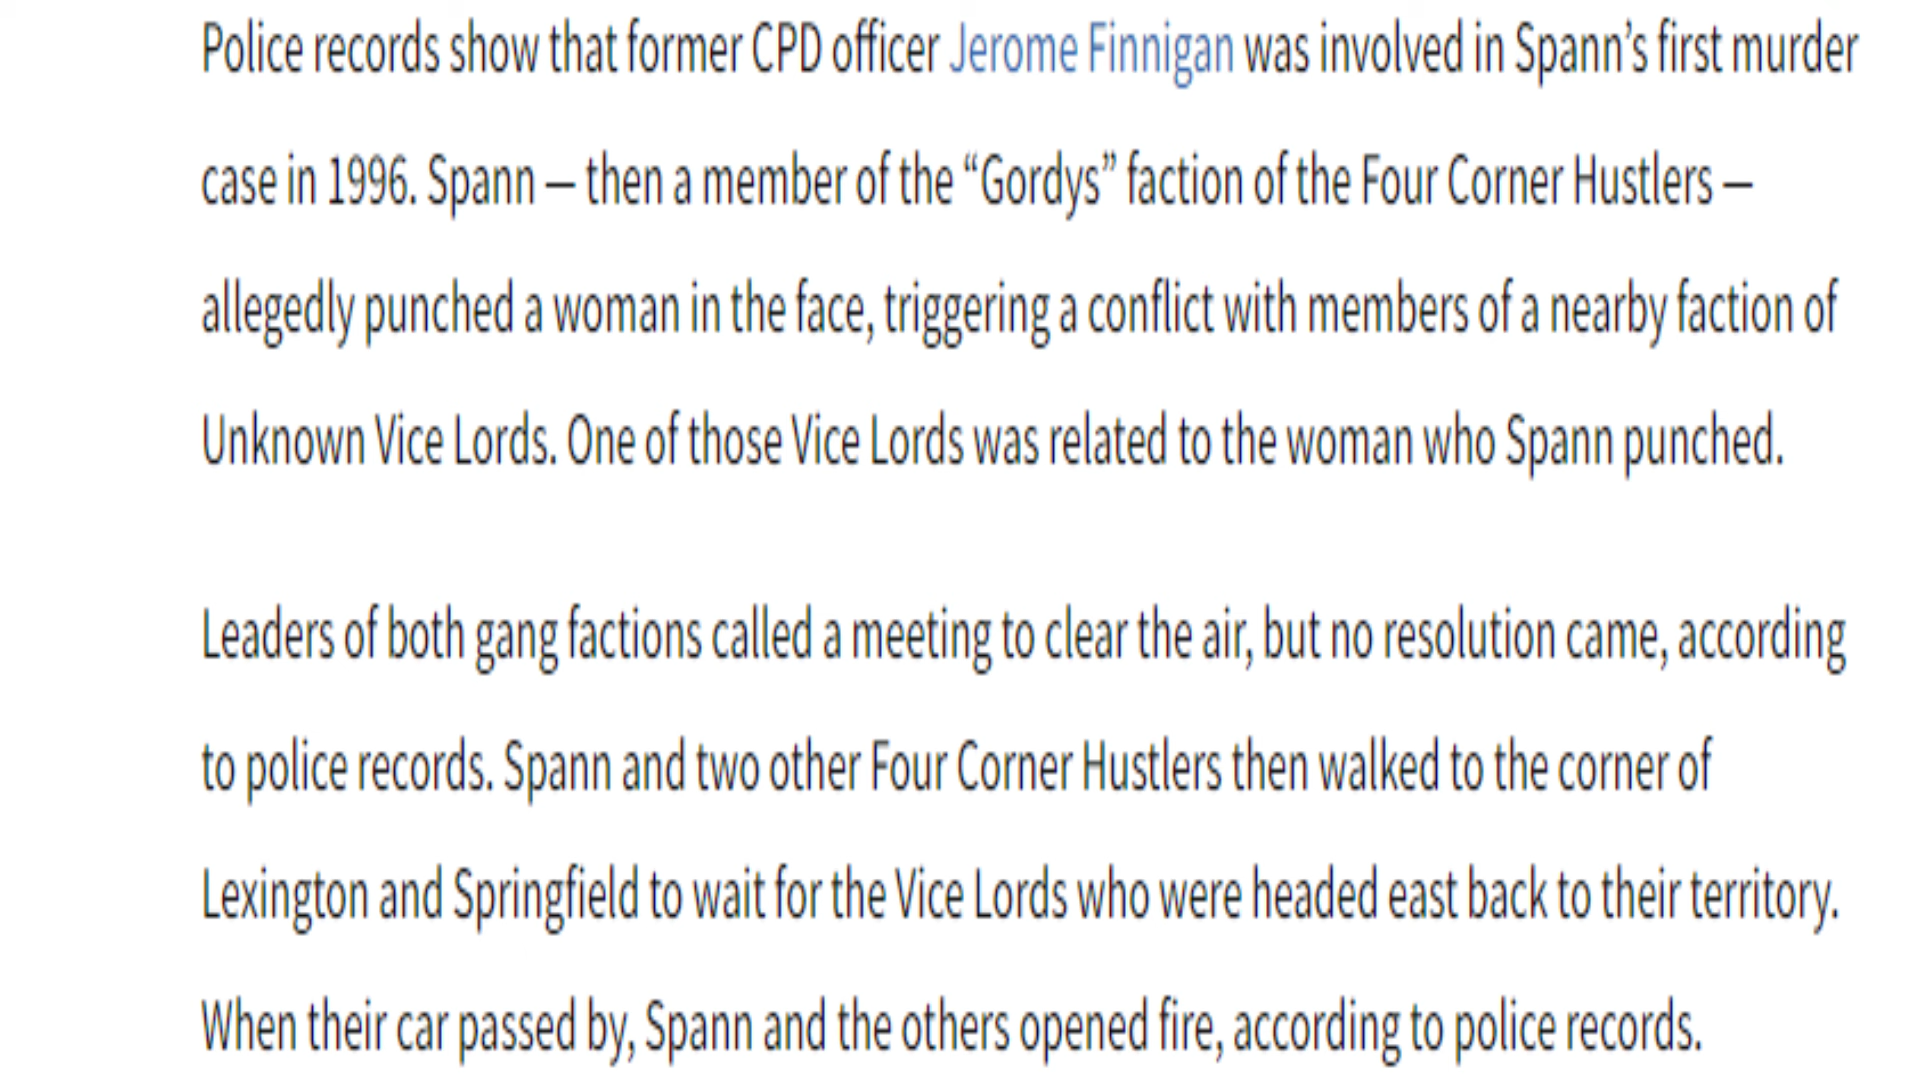 Police records show that former CPD officer Jerome Finnigan was involved in Spann’s first murder
case in 1996. Spann — then a member of the “Gordys” faction of the Four Corner Hustlers —
allegedly punched a woman in the face, triggering a conflict with members of a nearby faction of
Unknown Vice Lords. One of those Vice Lords was related to the woman who Spann punched.
Leaders of both gang factions called a meeting to clear the air, but no resolution came, according
to police records. Spann and two other Four Corner Hustlers then walked to the corner of
Lexington and Springfield to wait for the Vice Lords who were headed east back to their territory.
When their car passed by, Spann and the others opened fire, according to police records.